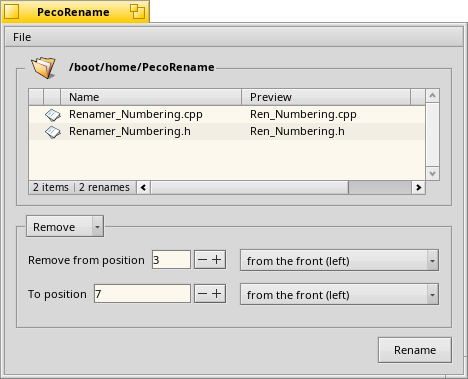 PecoRename
File
/boot/home/PecoRename
Name Preview
Renamer_Numbering.cpp Ren_Numbering.cpp
Renamer_Numbering.h Ren_Numbering.h
2 items 2 renames
Remove
Remove from position 3 from the front (left)
To position 7 from the front (left)
Rename